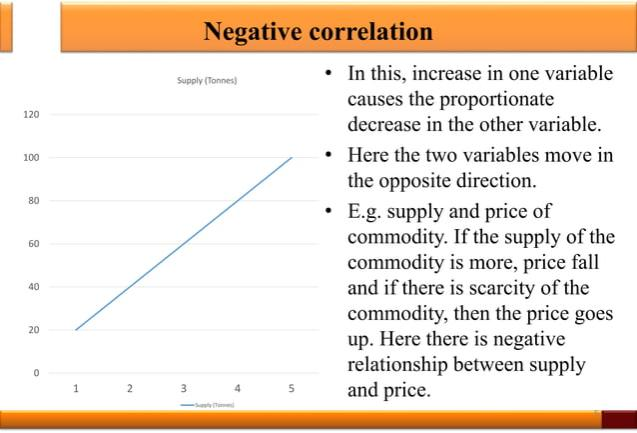 Negative correlation
Supply (Tonnes)
120
100
80
60
40
20
0
1 2 3 4 5
Supply (Tonnes)
• In this, increase in one variable
causes the proportionate
decrease in the other variable.
• Here the two variables move in
the opposite direction.
• E.g. supply and price of
commodity. If the supply of the
commodity is more, price fall
and if there is scarcity of the
commodity, then the price goes
up. Here there is negative
relationship between supply
and price.